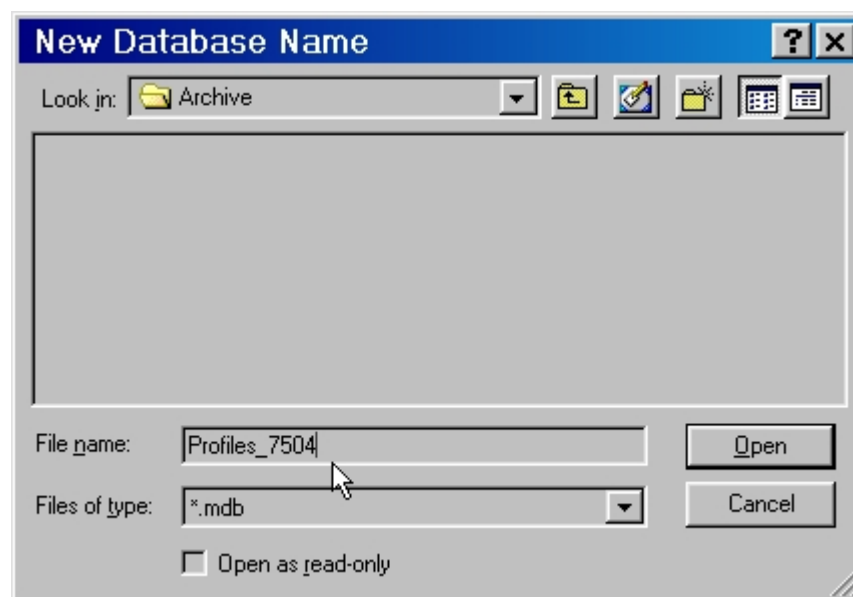 New Database Name
Look in: Archive
File name: Profiles_7504 Open
Files of type: *.mdb Cancel
Open as read-only